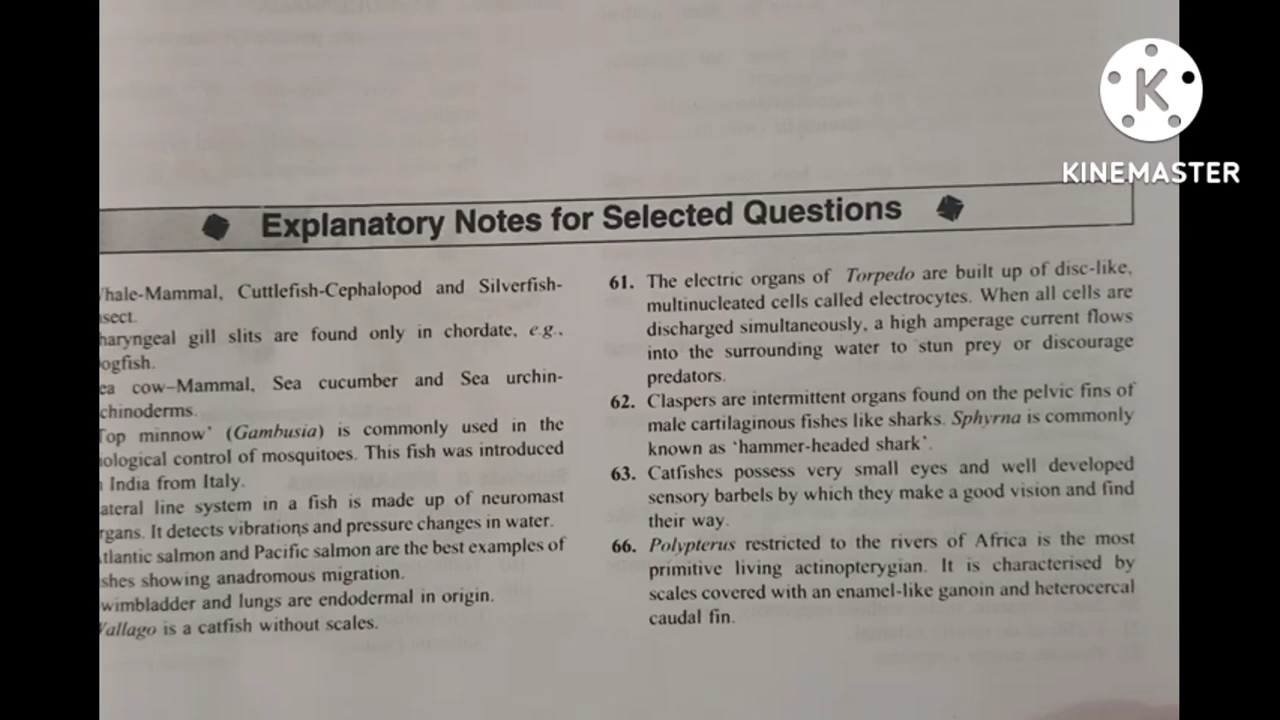 K
KINEMASTER
Explanatory Notes for Selected Questions
hale-Mammal, Cuttlefish-Cephalopod and Silverfish-
sect.
haryngeal gill slits are found only in chordate, e.g.,
ogfish.
ea cow–Mammal, Sea cucumber and Sea urchin-
chinoderms.
Top minnow' (Gambusia) is commonly used in the
ological control of mosquitoes. This fish was introduced
India from Italy.
ateral line system in a fish is made up of neuromast
rgans. It detects vibrations and pressure changes in water.
tlantic salmon and Pacific salmon are the best examples of
shes showing anadromous migration.
wimbladder and lungs are endodermal in origin.
Wallago is a catfish without scales.
61. The electric organs of Torpedo are built up of disc-like,
multinucleated cells called electrocytes. When all cells are
discharged simultaneously, a high amperage current flows
into the surrounding water to stun prey or discourage
predators.
62. Claspers are intermittent organs found on the pelvic fins of
male cartilaginous fishes like sharks. Sphyrna is commonly
known as 'hammer-headed shark'.
63. Catfishes possess very small eyes and well developed
sensory barbels by which they make a good vision and find
their way.
66. Polypterus restricted to the rivers of Africa is the most
primitive living actinopterygian. It is characterised by
scales covered with an enamel-like ganoin and heterocercal
caudal fin.